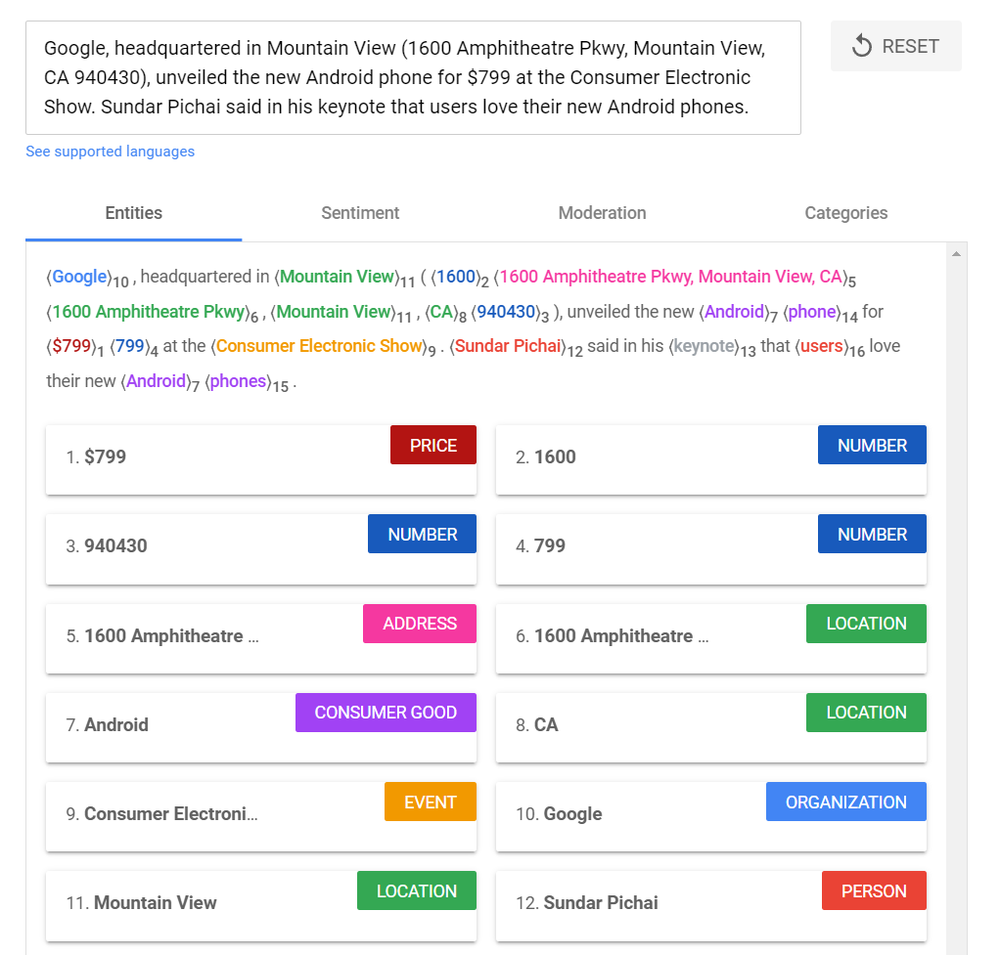 Google, headquartered in Mountain View (1600 Amphitheatre Pkwy, Mountain View,
CA 940430), unveiled the new Android phone for $799 at the Consumer Electronic
Show. Sundar Pichai said in his keynote that users love their new Android phones.
RESET
See supported languages
Entities Sentiment Moderation Categories
⟨Google⟩10 , headquartered in ⟨Mountain View⟩11 ( ⟨1600⟩2 ⟨1600 Amphitheatre Pkwy, Mountain View, CA⟩5
⟨1600 Amphitheatre Pkwy⟩6 , ⟨Mountain View⟩11 , ⟨CA⟩8 ⟨940430⟩3 ), unveiled the new ⟨Android⟩7 ⟨phone⟩14 for
⟨$799⟩1 ⟨799⟩4 at the ⟨Consumer Electronic Show⟩9 . ⟨Sundar Pichai⟩12 said in his ⟨keynote⟩13 that ⟨users⟩16 love
their new ⟨Android⟩7 ⟨phones⟩15 .
1. $799 PRICE
2. 1600 NUMBER
3. 940430 NUMBER
4. 799 NUMBER
5. 1600 Amphitheatre ... ADDRESS
6. 1600 Amphitheatre ... LOCATION
7. Android CONSUMER GOOD
8. CA LOCATION
9. Consumer Electroni... EVENT
10. Google ORGANIZATION
11. Mountain View LOCATION
12. Sundar Pichai PERSON